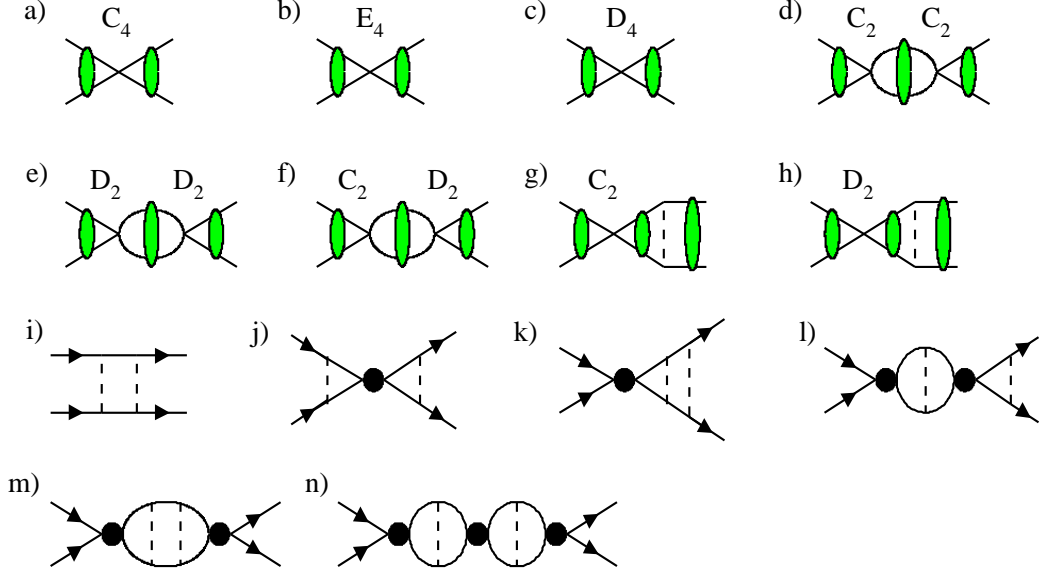 a) C₄ b) E₄ c) D₄ d) C₂ C₂
e) D₂ D₂ f) C₂ D₂ g) C₂ h) D₂
i) j) k) l)
m) n)